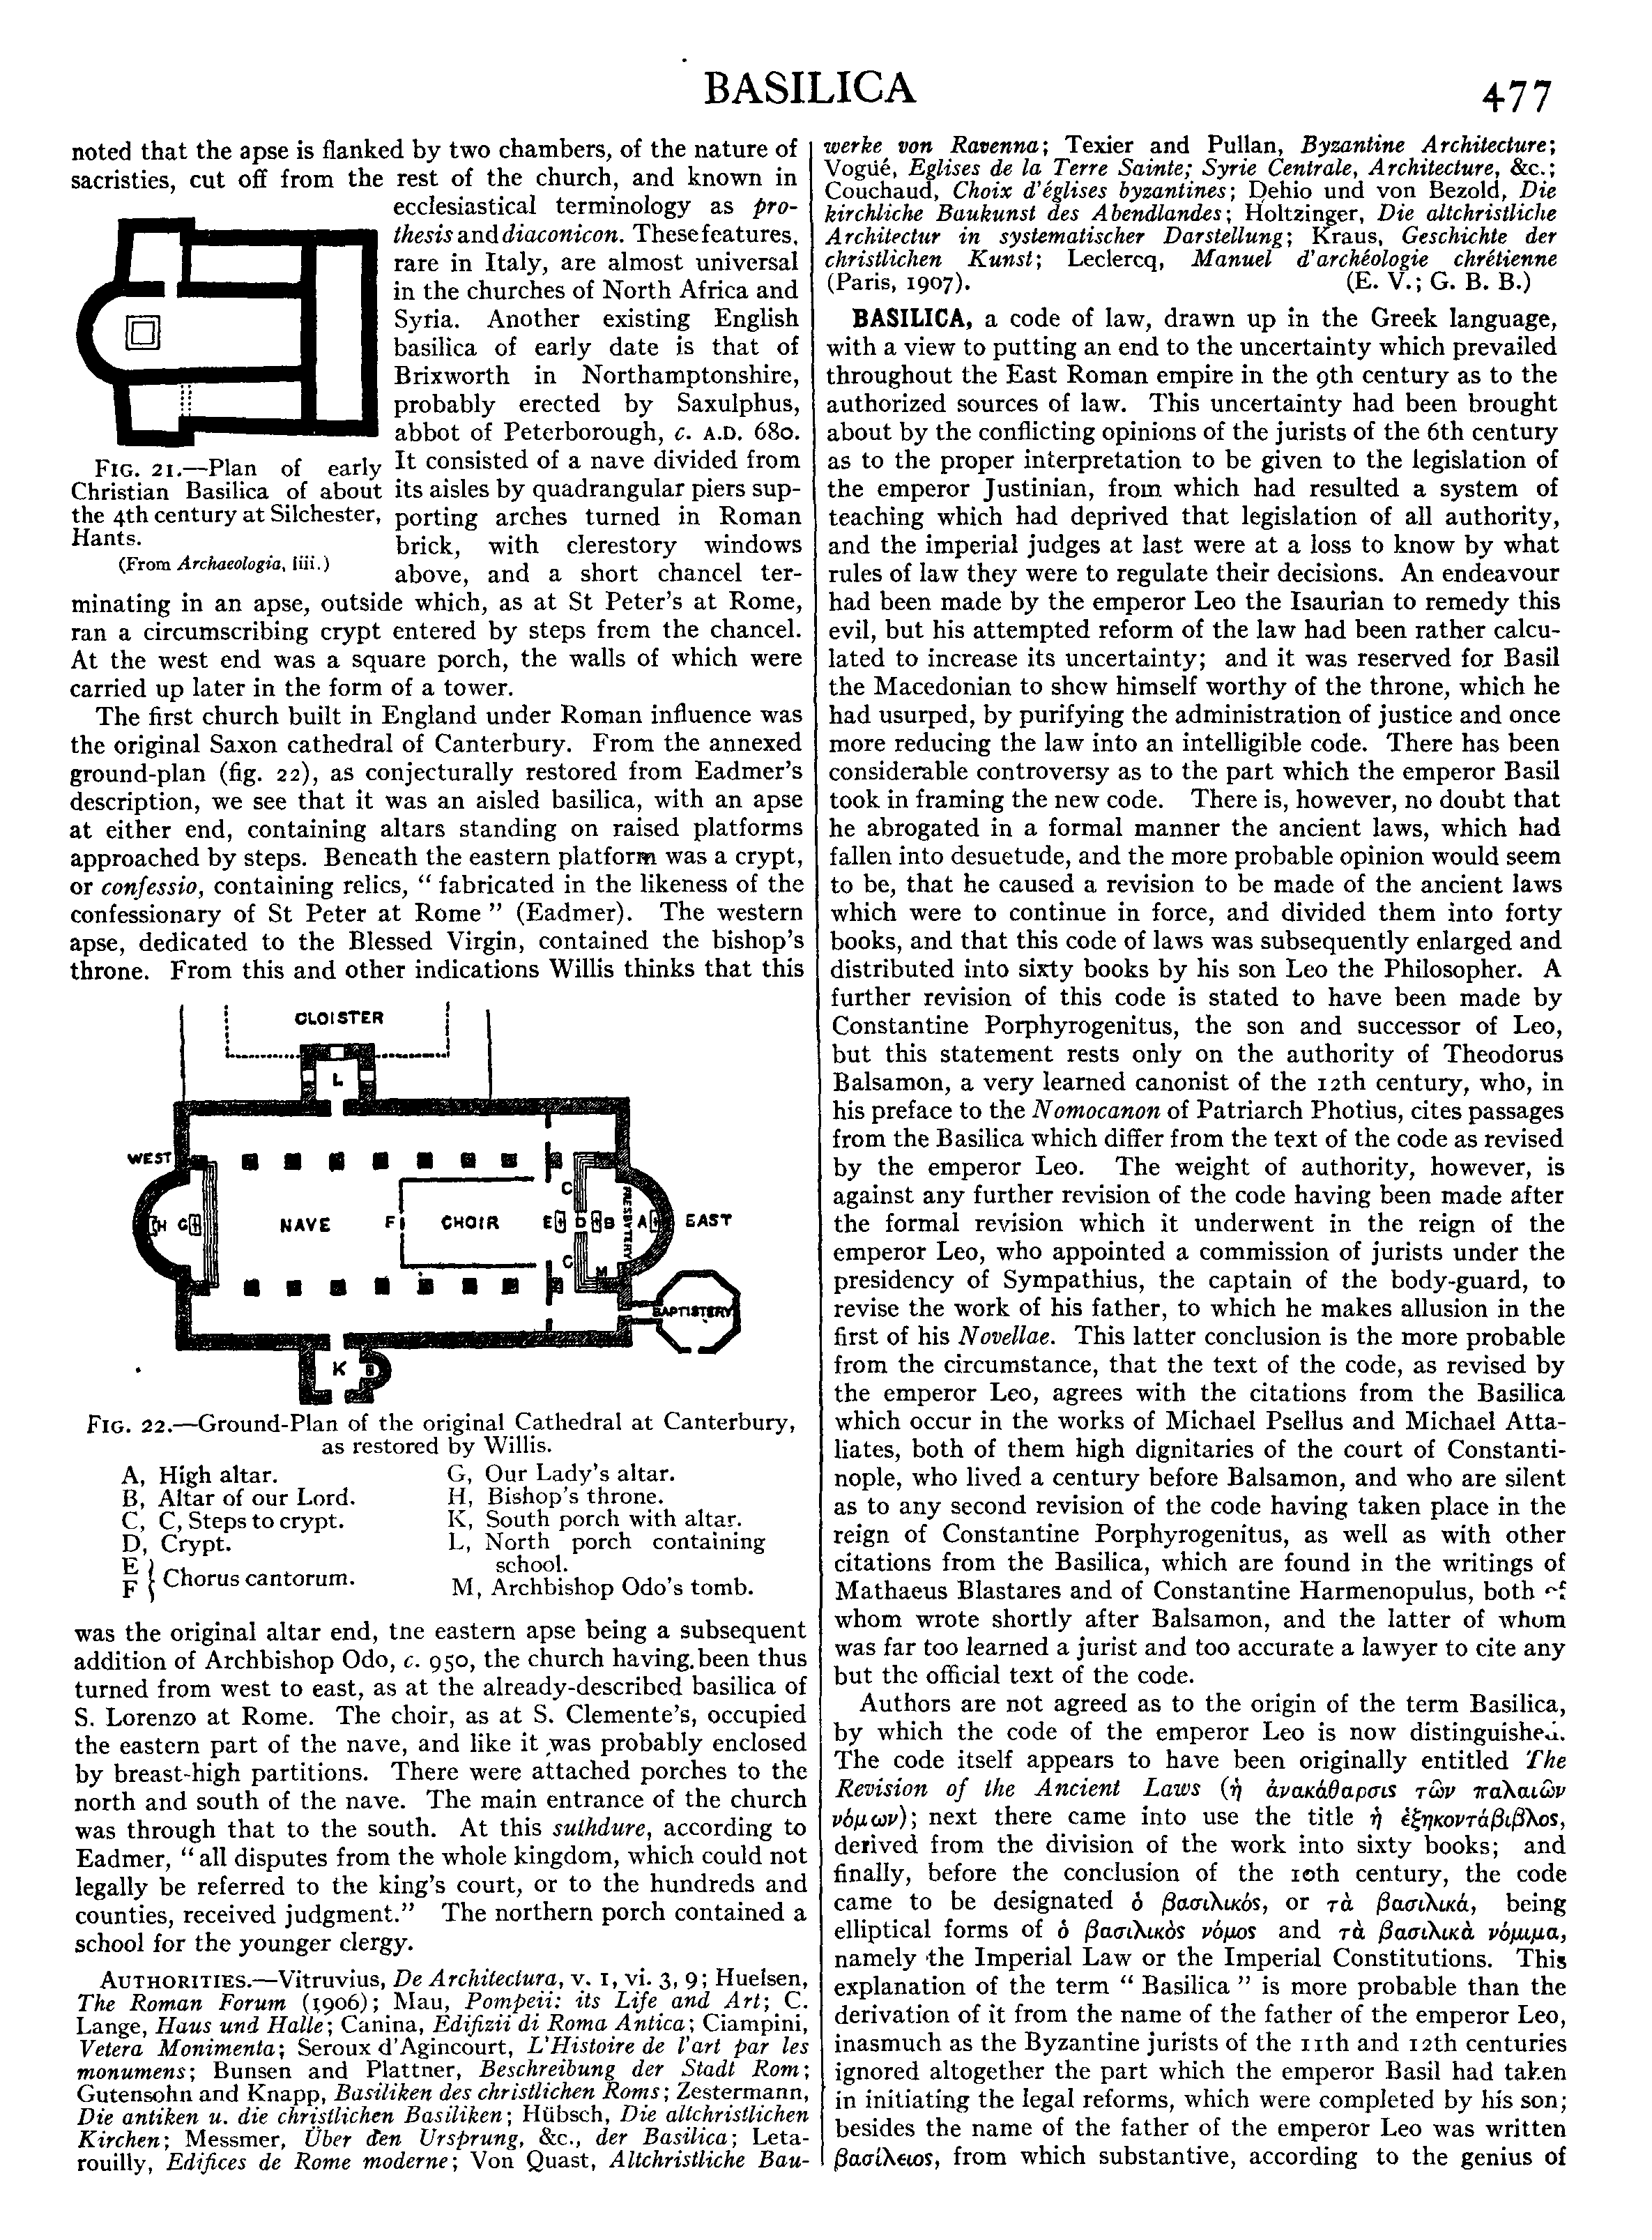 BASILICA
477
noted that the apse is flanked by two chambers, of the nature of
sacristies, cut off from the rest of the church, and known in
ecclesiastical terminology as pro-
thesis and diaconicon. These features,
rare in Italy, are almost universal
in the churches of North Africa and
Syria. Another existing English
basilica of early date is that of
Brixworth in Northamptonshire,
probably erected by Saxulphus,
abbot of Peterborough, c. A.D. 680.
It consisted of a nave divided from
its aisles by quadrangular piers sup-
porting arches turned in Roman
brick, with clerestory windows
above, and a short chancel ter-
FIG. 21.—Plan of early
Christian Basilica of about
the 4th century at Silchester,
Hants.
(From Archaeologia, liii.)
minating in an apse, outside which, as at St Peter's at Rome,
ran a circumscribing crypt entered by steps from the chancel.
At the west end was a square porch, the walls of which were
carried up later in the form of a tower.
The first church built in England under Roman influence was
the original Saxon cathedral of Canterbury. From the annexed
ground-plan (fig. 22), as conjecturally restored from Eadmer's
description, we see that it was an aisled basilica, with an apse
at either end, containing altars standing on raised platforms
approached by steps. Beneath the eastern platform was a crypt,
or confessio, containing relics, “ fabricated in the likeness of the
confessionary of St Peter at Rome ” (Eadmer). The western
apse, dedicated to the Blessed Virgin, contained the bishop's
throne. From this and other indications Willis thinks that this
CLOISTER
L
WEST
C
H G NAVE F CHOIR E D B PRESBYTERY A EAST
C
M
BAPTISTERY
K B
FIG. 22.—Ground-Plan of the original Cathedral at Canterbury,
as restored by Willis.
A, High altar.
B, Altar of our Lord.
C, C, Steps to crypt.
D, Crypt.
E
F } Chorus cantorum.
G, Our Lady's altar.
H, Bishop's throne.
K, South porch with altar.
L, North porch containing
school.
M, Archbishop Odo's tomb.
was the original altar end, tne eastern apse being a subsequent
addition of Archbishop Odo, c. 950, the church having been thus
turned from west to east, as at the already-described basilica of
S. Lorenzo at Rome. The choir, as at S. Clemente's, occupied
the eastern part of the nave, and like it was probably enclosed
by breast-high partitions. There were attached porches to the
north and south of the nave. The main entrance of the church
was through that to the south. At this suthdure, according to
Eadmer, “ all disputes from the whole kingdom, which could not
legally be referred to the king's court, or to the hundreds and
counties, received judgment.” The northern porch contained a
school for the younger clergy.
AUTHORITIES.—Vitruvius, De Architectura, v. 1, vi. 3, 9; Huelsen,
The Roman Forum (1906); Mau, Pompeii: its Life and Art; C.
Lange, Haus und Halle; Canina, Edifizii di Roma Antica; Ciampini,
Vetera Monimenta; Seroux d'Agincourt, L'Histoire de l'art par les
monumens; Bunsen and Plattner, Beschreibung der Stadt Rom;
Gutensohn and Knapp, Basiliken des christlichen Roms; Zestermann,
Die antiken u. die christlichen Basiliken; Hübsch, Die altchristlichen
Kirchen; Messmer, Über den Ursprung, &c., der Basilica; Leta-
rouilly, Edifices de Rome moderne; Von Quast, Altchristliche Bau-
werke von Ravenna; Texier and Pullan, Byzantine Architecture;
Vogüé, Eglises de la Terre Sainte; Syrie Centrale, Architecture, &c.;
Couchaud, Choix d'églises byzantines; Dehio und von Bezold, Die
kirchliche Baukunst des Abendlandes; Holtzinger, Die altchristliche
Architectur in systematischer Darstellung; Kraus, Geschichte der
christlichen Kunst; Leclercq, Manuel d'archéologie chrétienne
(Paris, 1907). (E. V.; G. B. B.)
BASILICA, a code of law, drawn up in the Greek language,
with a view to putting an end to the uncertainty which prevailed
throughout the East Roman empire in the 9th century as to the
authorized sources of law. This uncertainty had been brought
about by the conflicting opinions of the jurists of the 6th century
as to the proper interpretation to be given to the legislation of
the emperor Justinian, from which had resulted a system of
teaching which had deprived that legislation of all authority,
and the imperial judges at last were at a loss to know by what
rules of law they were to regulate their decisions. An endeavour
had been made by the emperor Leo the Isaurian to remedy this
evil, but his attempted reform of the law had been rather calcu-
lated to increase its uncertainty; and it was reserved for Basil
the Macedonian to show himself worthy of the throne, which he
had usurped, by purifying the administration of justice and once
more reducing the law into an intelligible code. There has been
considerable controversy as to the part which the emperor Basil
took in framing the new code. There is, however, no doubt that
he abrogated in a formal manner the ancient laws, which had
fallen into desuetude, and the more probable opinion would seem
to be, that he caused a revision to be made of the ancient laws
which were to continue in force, and divided them into forty
books, and that this code of laws was subsequently enlarged and
distributed into sixty books by his son Leo the Philosopher. A
further revision of this code is stated to have been made by
Constantine Porphyrogenitus, the son and successor of Leo,
but this statement rests only on the authority of Theodorus
Balsamon, a very learned canonist of the 12th century, who, in
his preface to the Nomocanon of Patriarch Photius, cites passages
from the Basilica which differ from the text of the code as revised
by the emperor Leo. The weight of authority, however, is
against any further revision of the code having been made after
the formal revision which it underwent in the reign of the
emperor Leo, who appointed a commission of jurists under the
presidency of Sympathius, the captain of the body-guard, to
revise the work of his father, to which he makes allusion in the
first of his Novellae. This latter conclusion is the more probable
from the circumstance, that the text of the code, as revised by
the emperor Leo, agrees with the citations from the Basilica
which occur in the works of Michael Psellus and Michael Atta-
liates, both of them high dignitaries of the court of Constanti-
nople, who lived a century before Balsamon, and who are silent
as to any second revision of the code having taken place in the
reign of Constantine Porphyrogenitus, as well as with other
citations from the Basilica, which are found in the writings of
Mathaeus Blastares and of Constantine Harmenopulus, both of
whom wrote shortly after Balsamon, and the latter of whom
was far too learned a jurist and too accurate a lawyer to cite any
but the official text of the code.
Authors are not agreed as to the origin of the term Basilica,
by which the code of the emperor Leo is now distinguished.
The code itself appears to have been originally entitled The
Revision of the Ancient Laws (ἡ ἀνακάθαρσις τῶν παλαιῶν
νόμων); next there came into use the title ἡ ἑξηκοντάβιβλος,
derived from the division of the work into sixty books; and
finally, before the conclusion of the 10th century, the code
came to be designated ὁ βασιλικός, or τὰ βασιλικά, being
elliptical forms of ὁ βασιλικὸς νόμος and τὰ βασιλικὰ νόμιμα,
namely the Imperial Law or the Imperial Constitutions. This
explanation of the term “ Basilica ” is more probable than the
derivation of it from the name of the father of the emperor Leo,
inasmuch as the Byzantine jurists of the 11th and 12th centuries
ignored altogether the part which the emperor Basil had taken
in initiating the legal reforms, which were completed by his son;
besides the name of the father of the emperor Leo was written
βασίλειος, from which substantive, according to the genius of